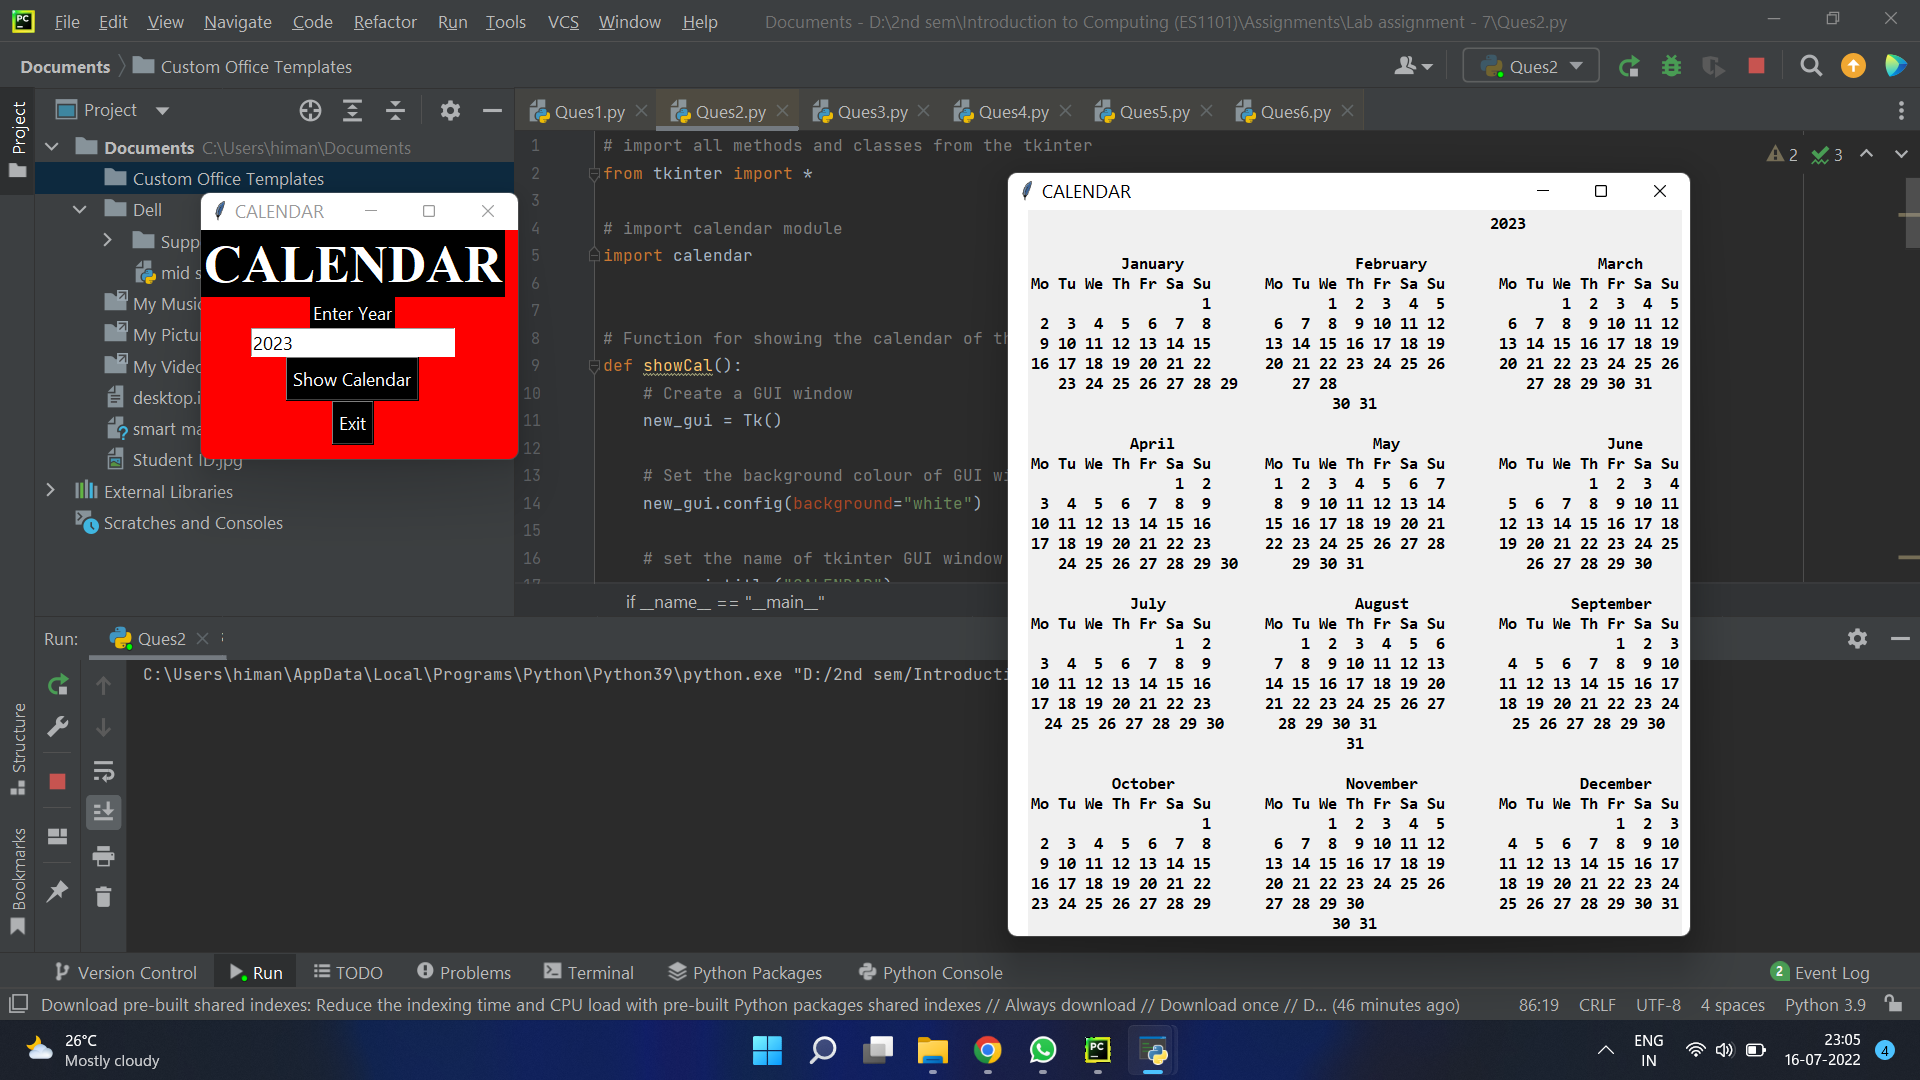 File Edit View Navigate Code Refactor Run Tools VCS Window Help Documents - D:\2nd sem\Introduction to Computing (ES1101)\Assignments\Lab assignment - 7\Ques2.py
Documents Custom Office Templates Ques2
Project
Project
Documents C:\Users\himan\Documents
Custom Office Templates
Dell
Supp
mid s
My Music
My Pictur
My Video
desktop.i
smart ma
Student ID.jpg
External Libraries
Scratches and Consoles
Ques1.py Ques2.py Ques3.py Ques4.py Ques5.py Ques6.py
2 3
1 # import all methods and classes from the tkinter
2 from tkinter import *
3
4 # import calendar module
5 import calendar
6
7
8 # Function for showing the calendar of th
9 def showCal():
10 # Create a GUI window
11 new_gui = Tk()
12
13 # Set the background colour of GUI wi
14 new_gui.config(background="white")
15
16 # set the name of tkinter GUI window
if __name__ == "__main__"
CALENDAR
CALENDAR
Enter Year
2023
Show Calendar
Exit
CALENDAR
2023
January February March
Mo Tu We Th Fr Sa Su Mo Tu We Th Fr Sa Su Mo Tu We Th Fr Sa Su
1 1 2 3 4 5 1 2 3 4 5
2 3 4 5 6 7 8 6 7 8 9 10 11 12 6 7 8 9 10 11 12
9 10 11 12 13 14 15 13 14 15 16 17 18 19 13 14 15 16 17 18 19
16 17 18 19 20 21 22 20 21 22 23 24 25 26 20 21 22 23 24 25 26
23 24 25 26 27 28 29 27 28 27 28 29 30 31
30 31
April May June
Mo Tu We Th Fr Sa Su Mo Tu We Th Fr Sa Su Mo Tu We Th Fr Sa Su
1 2 1 2 3 4 5 6 7 1 2 3 4
3 4 5 6 7 8 9 8 9 10 11 12 13 14 5 6 7 8 9 10 11
10 11 12 13 14 15 16 15 16 17 18 19 20 21 12 13 14 15 16 17 18
17 18 19 20 21 22 23 22 23 24 25 26 27 28 19 20 21 22 23 24 25
24 25 26 27 28 29 30 29 30 31 26 27 28 29 30
July August September
Mo Tu We Th Fr Sa Su Mo Tu We Th Fr Sa Su Mo Tu We Th Fr Sa Su
1 2 1 2 3 4 5 6 1 2 3
3 4 5 6 7 8 9 7 8 9 10 11 12 13 4 5 6 7 8 9 10
10 11 12 13 14 15 16 14 15 16 17 18 19 20 11 12 13 14 15 16 17
17 18 19 20 21 22 23 21 22 23 24 25 26 27 18 19 20 21 22 23 24
24 25 26 27 28 29 30 28 29 30 31 25 26 27 28 29 30
31
October November December
Mo Tu We Th Fr Sa Su Mo Tu We Th Fr Sa Su Mo Tu We Th Fr Sa Su
1 1 2 3 4 5 1 2 3
2 3 4 5 6 7 8 6 7 8 9 10 11 12 4 5 6 7 8 9 10
9 10 11 12 13 14 15 13 14 15 16 17 18 19 11 12 13 14 15 16 17
16 17 18 19 20 21 22 20 21 22 23 24 25 26 18 19 20 21 22 23 24
23 24 25 26 27 28 29 27 28 29 30 25 26 27 28 29 30 31
30 31
Run: Ques2
C:\Users\himan\AppData\Local\Programs\Python\Python39\python.exe "D:/2nd sem/Introducti
Structure
Bookmarks
Version Control Run TODO Problems Terminal Python Packages Python Console 2 Event Log
Download pre-built shared indexes: Reduce the indexing time and CPU load with pre-built Python packages shared indexes // Always download // Download once // D... (46 minutes ago) 86:19 CRLF UTF-8 4 spaces Python 3.9
26°C
Mostly cloudy
ENG
IN
23:05
16-07-2022
4